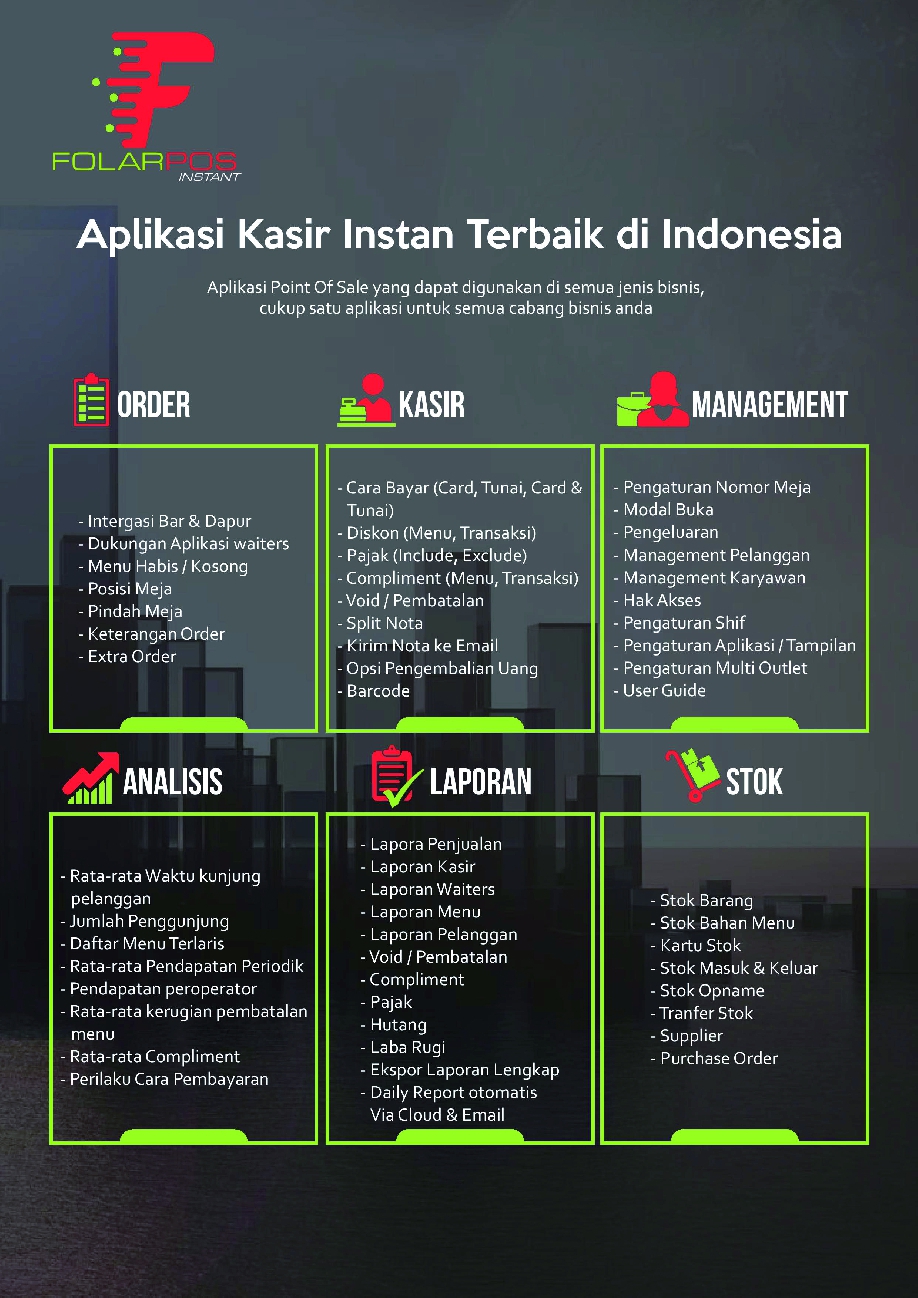 FOLARPOS
INSTANT
Aplikasi Kasir Instan Terbaik di Indonesia
Aplikasi Point Of Sale yang dapat digunakan di semua jenis bisnis,
cukup satu aplikasi untuk semua cabang bisnis anda
ORDER
- Intergasi Bar & Dapur
- Dukungan Aplikasi waiters
- Menu Habis / Kosong
- Posisi Meja
- Pindah Meja
- Keterangan Order
- Extra Order
KASIR
- Cara Bayar (Card, Tunai, Card &
Tunai)
- Diskon (Menu, Transaksi)
- Pajak (Include, Exclude)
- Compliment (Menu, Transaksi)
- Void / Pembatalan
- Split Nota
- Kirim Nota ke Email
- Opsi Pengembalian Uang
- Barcode
MANAGEMENT
- Pengaturan Nomor Meja
- Modal Buka
- Pengeluaran
- Management Pelanggan
- Management Karyawan
- Hak Akses
- Pengaturan Shif
- Pengaturan Aplikasi / Tampilan
- Pengaturan Multi Outlet
- User Guide
ANALISIS
- Rata-rata Waktu kunjung
pelanggan
- Jumlah Penggunjung
- Daftar Menu Terlaris
- Rata-rata Pendapatan Periodik
- Pendapatan peroperator
- Rata-rata kerugian pembatalan
menu
- Rata-rata Compliment
- Perilaku Cara Pembayaran
LAPORAN
- Lapora Penjualan
- Laporan Kasir
- Laporan Waiters
- Laporan Menu
- Laporan Pelanggan
- Void / Pembatalan
- Compliment
- Pajak
- Hutang
- Laba Rugi
- Ekspor Laporan Lengkap
- Daily Report otomatis
Via Cloud & Email
STOK
- Stok Barang
- Stok Bahan Menu
- Kartu Stok
- Stok Masuk & Keluar
- Stok Opname
- Tranfer Stok
- Supplier
- Purchase Order